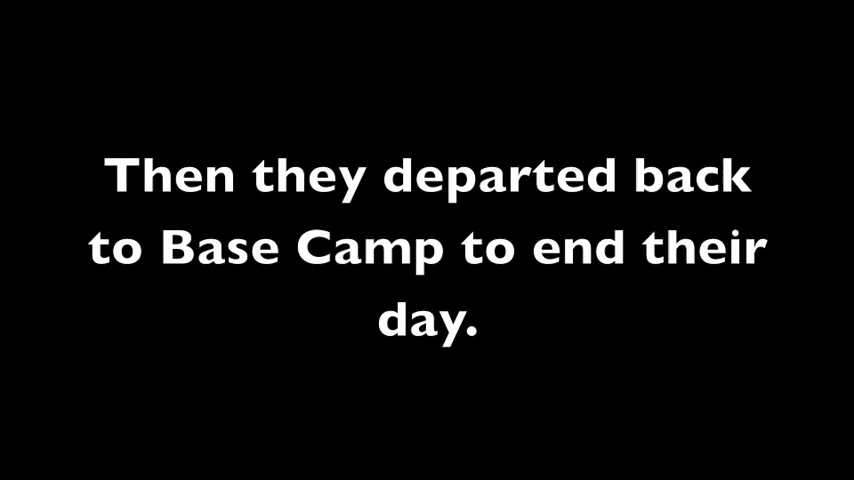 Then they departed back
to Base Camp to end their
day.